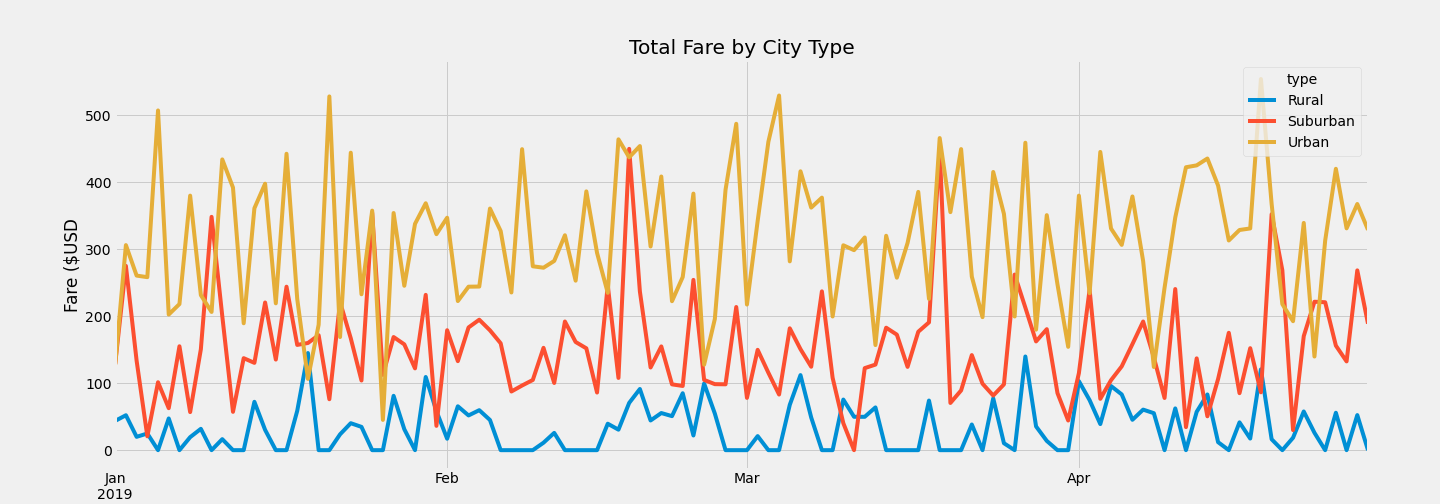 Total Fare by City Type
type
Rural
Suburban
Urban
Fare ($USD
500
400
300
200
100
0
Jan
2019
Feb
Mar
Apr